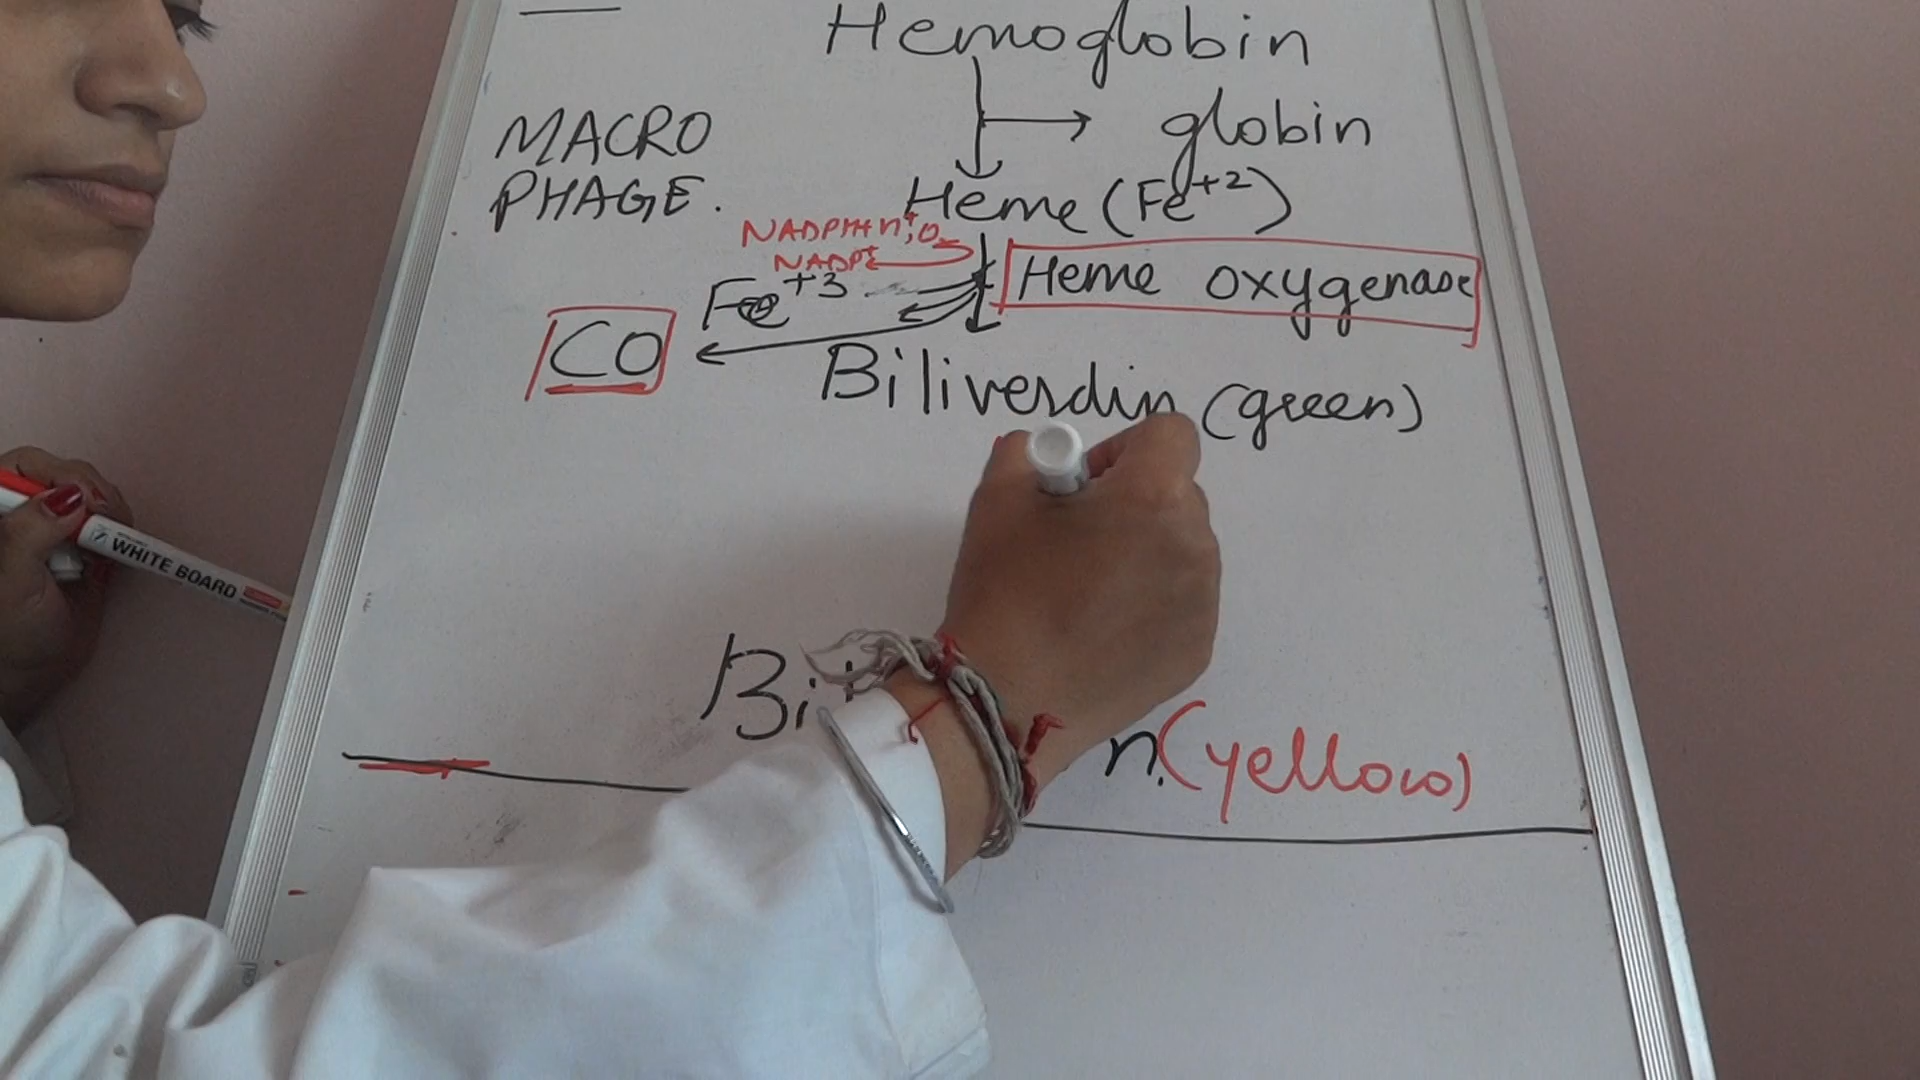 Hemoglobin
globin
MACRO
PHAGE.
Heme (Fe+2)
NADPH+H+; O2
NADP+
Heme oxygenase
Fe+3
CO
Biliverdin (green)
WHITE BOARD
(yellow)